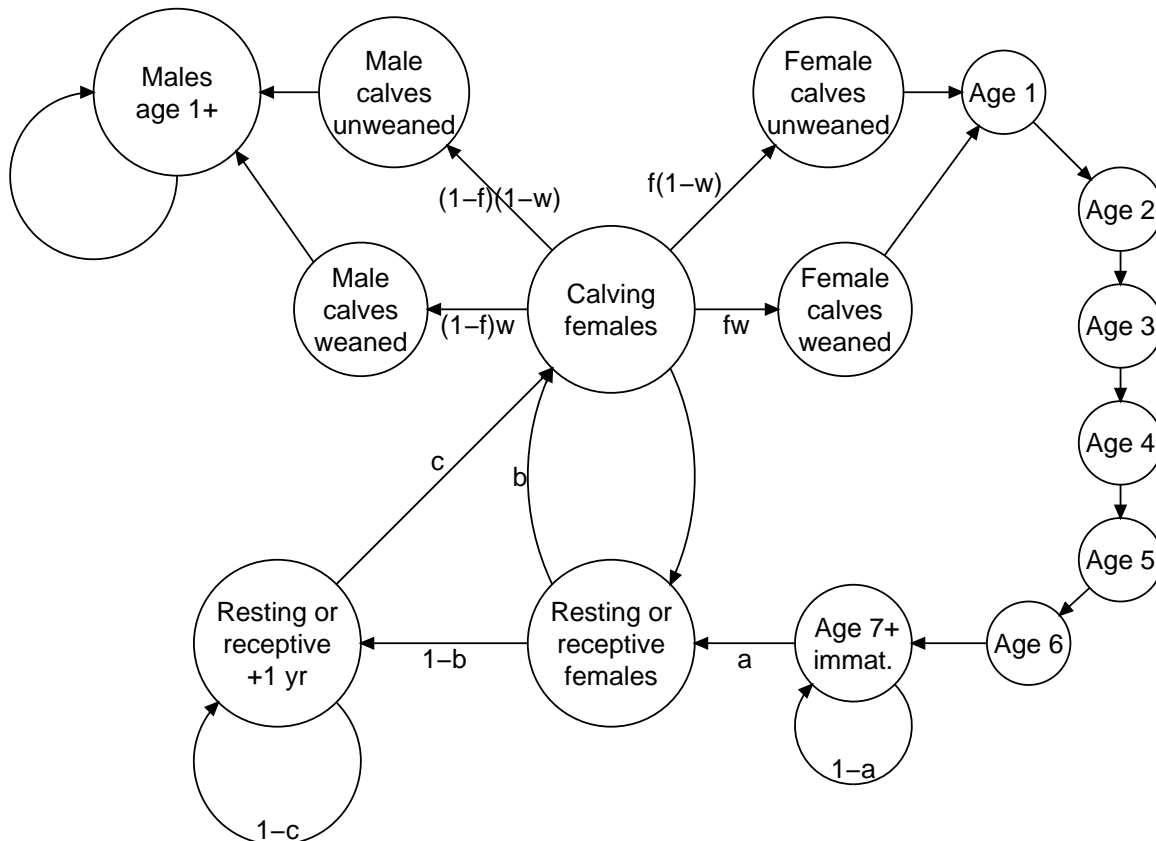 Males
age 1+
Male
calves
unweaned
Female
calves
unweaned
Age 1
(1−f)(1−w)
f(1−w)
Age 2
Male
calves
weaned
(1−f)w
Calving
females
fw
Female
calves
weaned
Age 3
Age 4
c
b
Age 5
Resting or
receptive
+1 yr
1−b
Resting or
receptive
females
a
Age 7+
immat.
Age 6
1−a
1−c